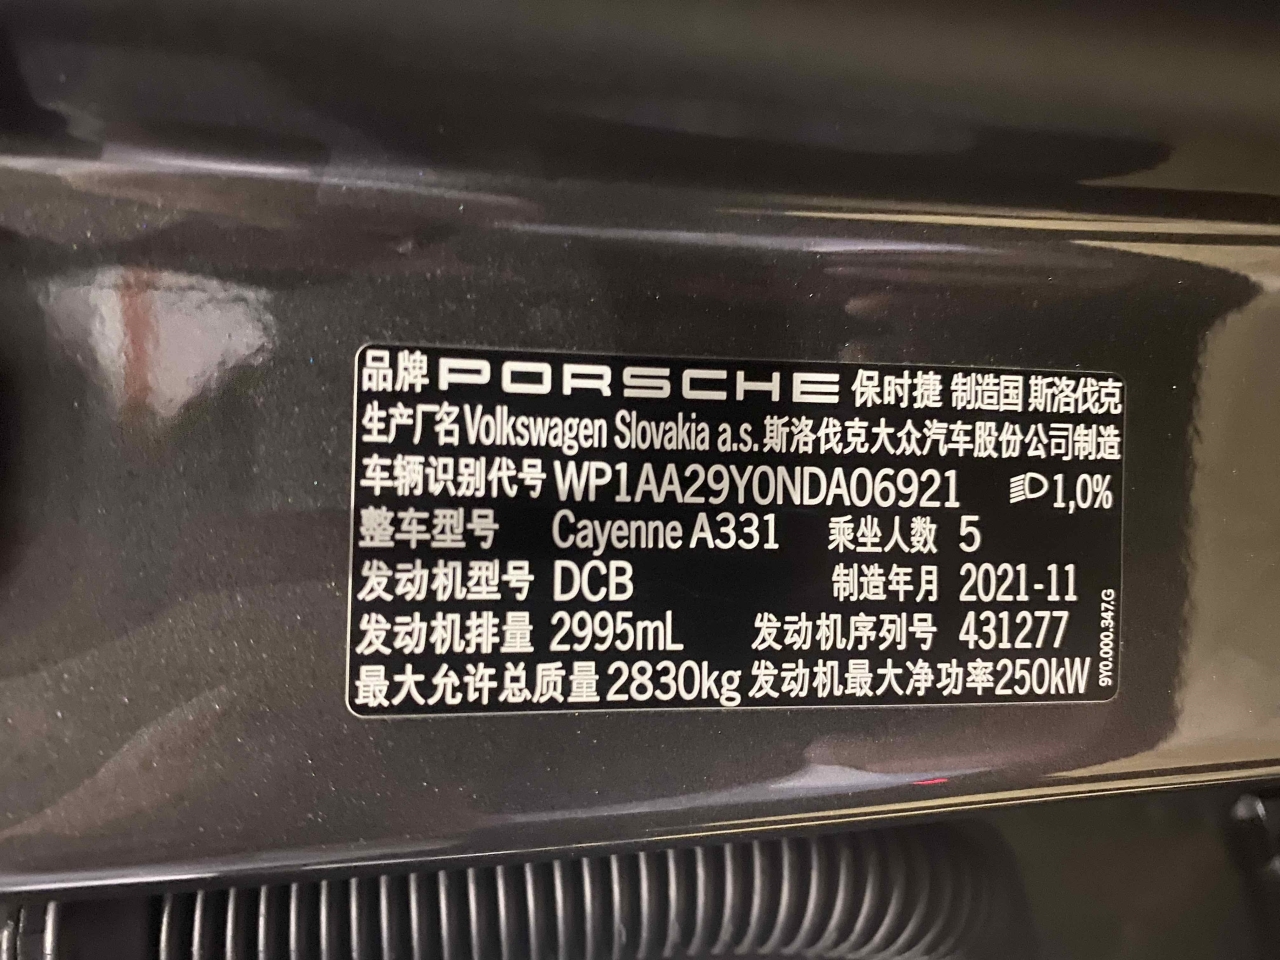 品牌 PORSCHE 保时捷 制造国 斯洛伐克
生产厂名 Volkswagen Slovakia a.s. 斯洛伐克大众汽车股份公司制造
车辆识别代号 WP1AA29Y0NDA06921 1,0%
整车型号 Cayenne A331 乘坐人数 5
发动机型号 DCB 制造年月 2021-11
发动机排量 2995mL 发动机序列号 431277
最大允许总质量 2830kg 发动机最大净功率 250kW
9Y0.000.347.G